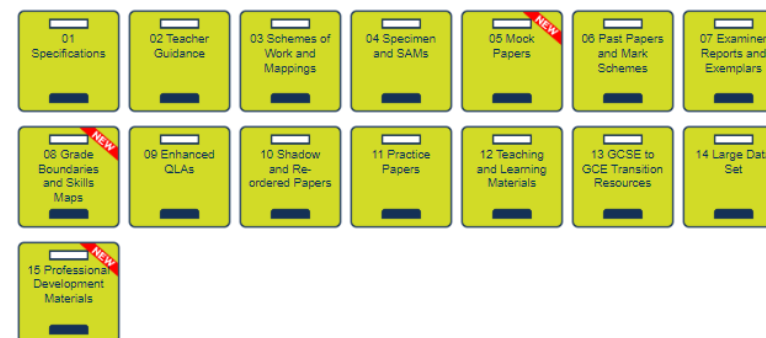 01
Specifications
02 Teacher
Guidance
03 Schemes of
Work and
Mappings
04 Specimen
and SAMs
05 Mock
Papers
NEW
06 Past Papers
and Mark
Schemes
07 Examiner
Reports and
Exemplars
08 Grade
Boundaries
and Skills
Maps
NEW
09 Enhanced
QLAs
10 Shadow
and Re-
ordered Papers
11 Practice
Papers
12 Teaching
and Learning
Materials
13 GCSE to
GCE Transition
Resources
14 Large Dat
Set
15 Professional
Development
Materials
NEW